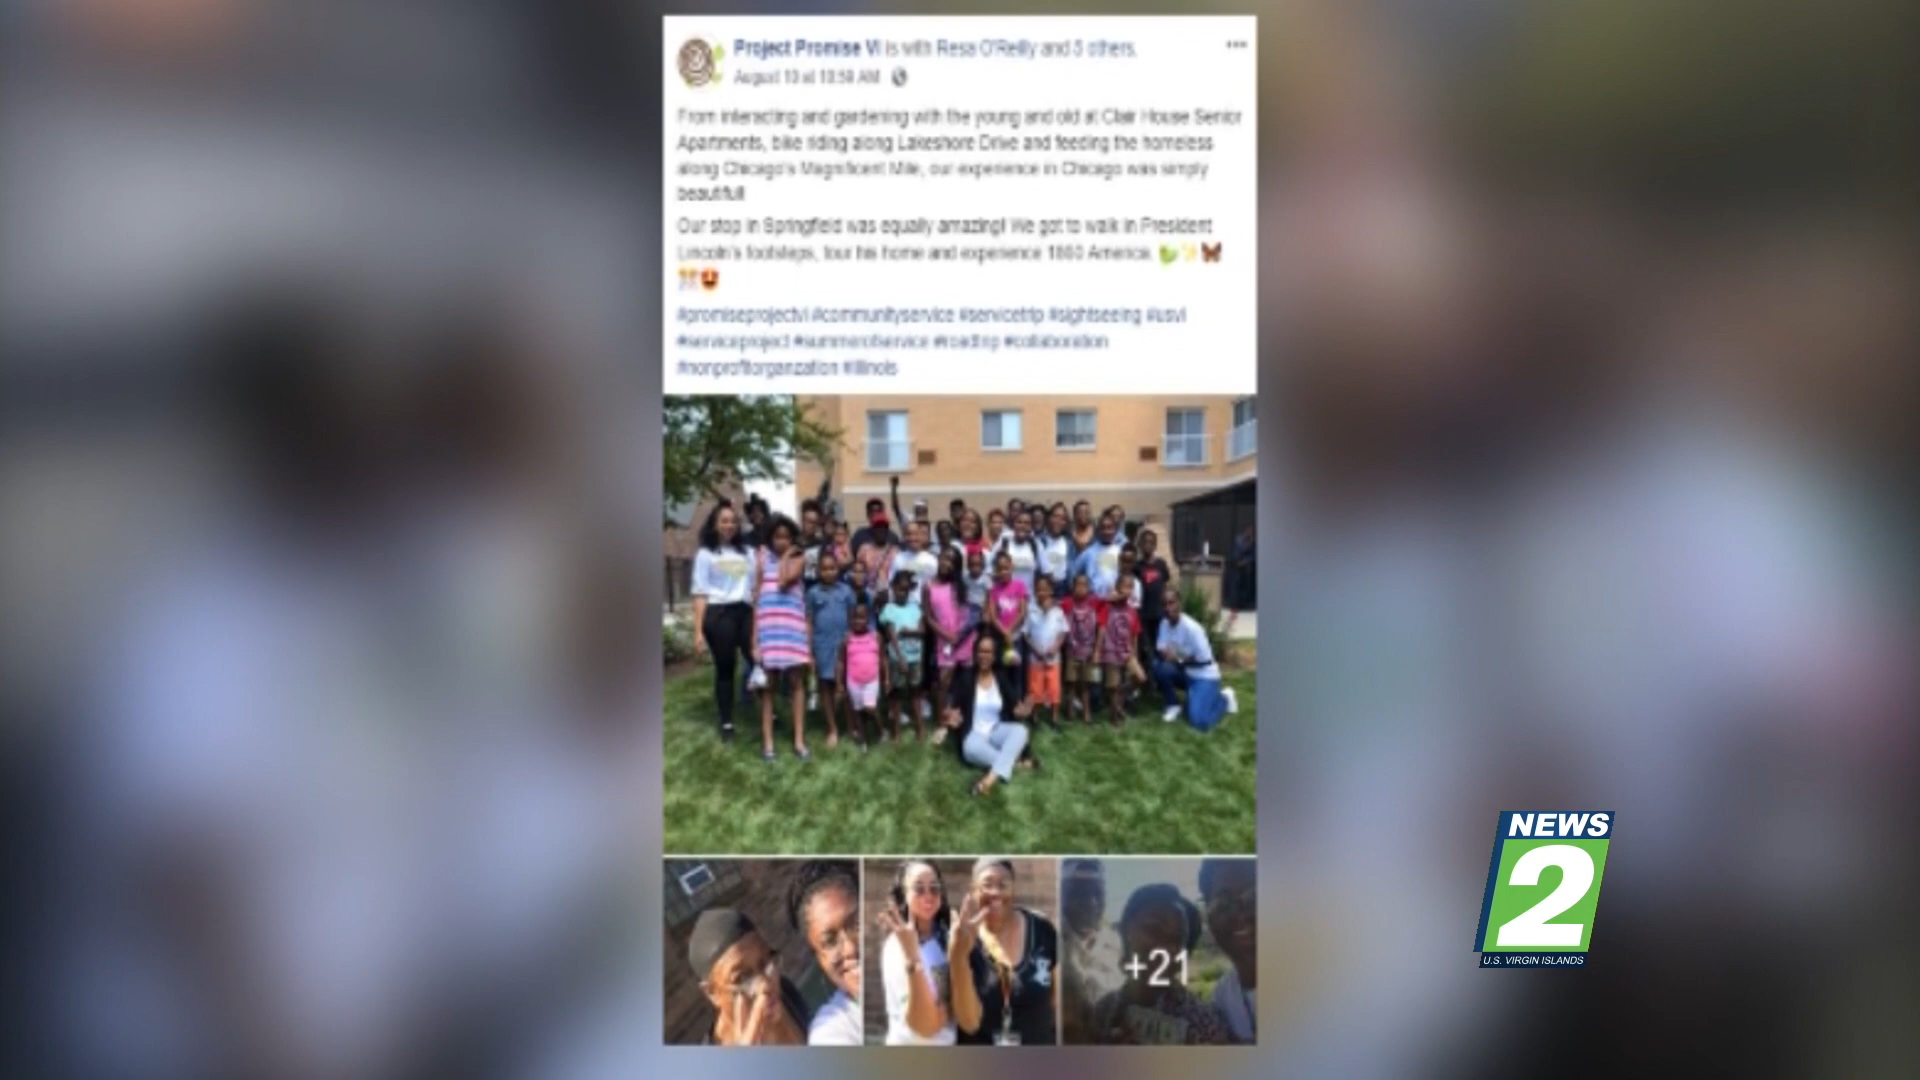 Project Promise VI is with Resa O'Reilly and 5 others.
August 10 at 10:59 AM
From interacting and gardening with the young and old at Clair House Senior
Apartments, bike riding along Lakeshore Drive and feeding the homeless
along Chicago's Magnificent Mile, our experience in Chicago was simply
beautiful!
Our stop in Springfield was equally amazing! We got to walk in President
Lincoln's footsteps, tour his home and experience 1860 America.
#promiseprojectvi #communityservice #servicetrip #sightseeing #usvi
#serviceproject #summerofservice #roadtrip #collaboration
#nonprofitorganzation #illinois
+21
NEWS
2
U.S. VIRGIN ISLANDS